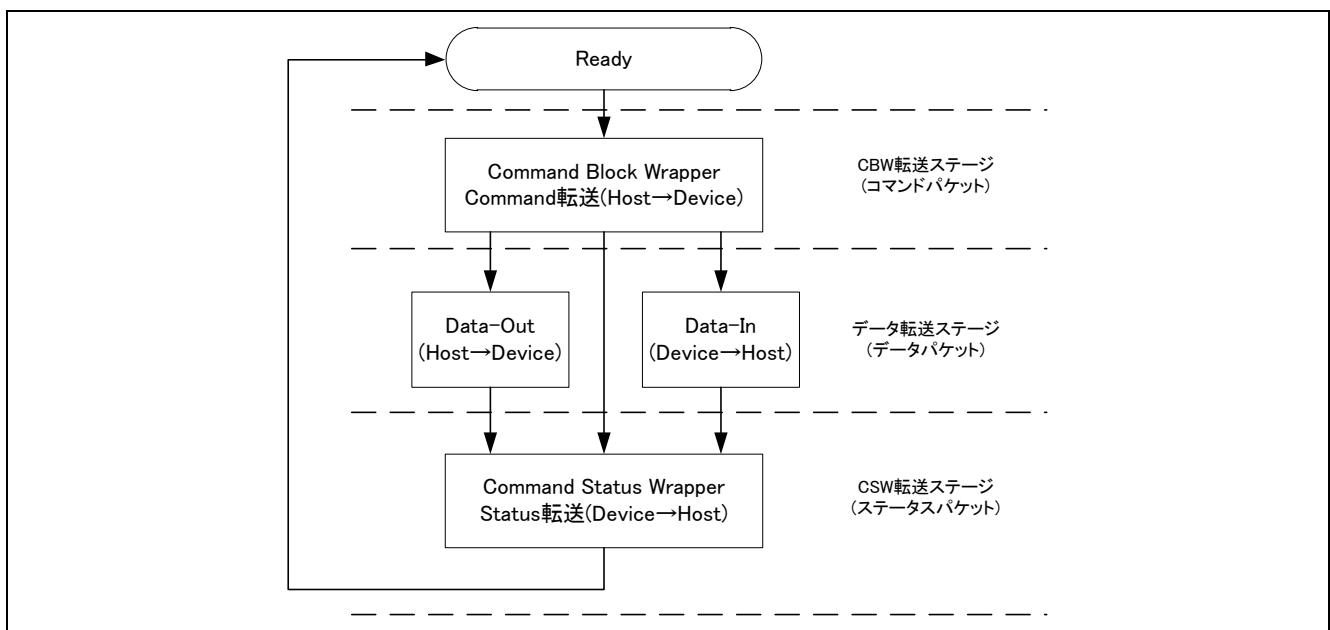 Ready
Command Block Wrapper
Command転送(Host→Device)
CBW転送ステージ
(コマンドパケット)
Data-Out
(Host→Device)
Data-In
(Device→Host)
データ転送ステージ
(データパケット)
Command Status Wrapper
Status転送(Device→Host)
CSW転送ステージ
(ステータスパケット)